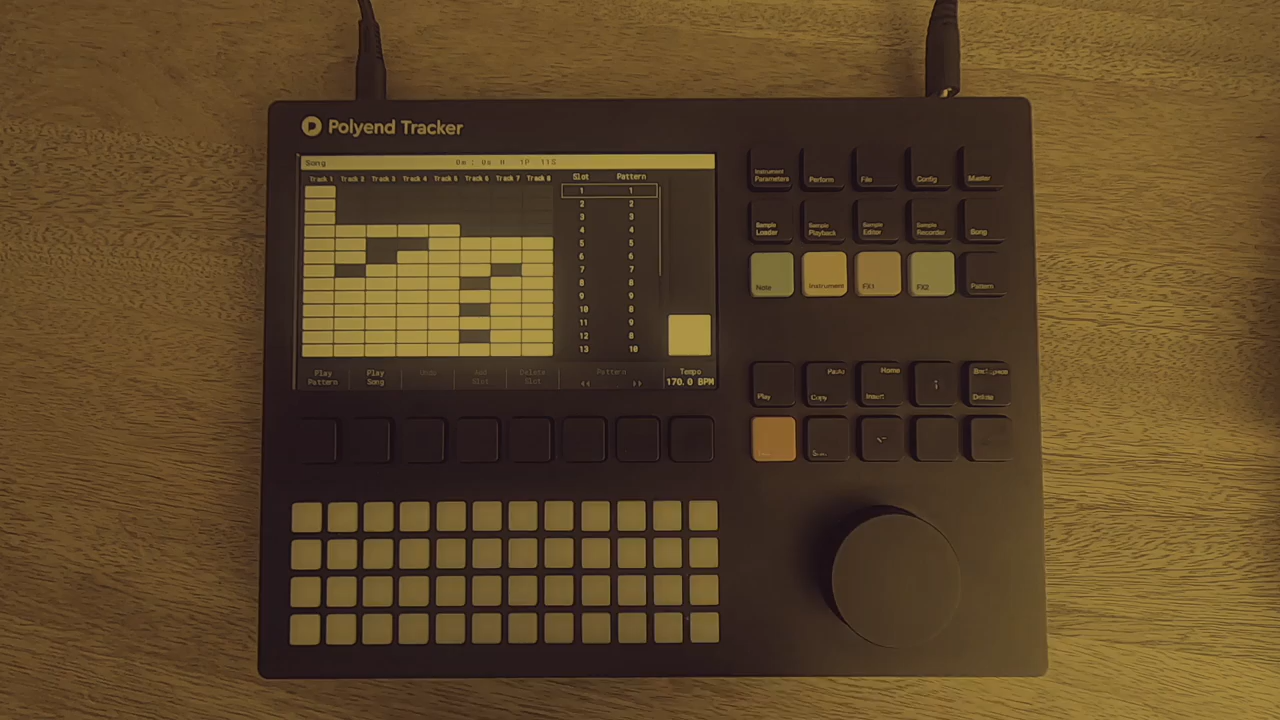 Polyend Tracker
Song
Track 1 Track 2 Track 3 Track 4 Track 5 Track 6 Track 7 Track 8
Slot Pattern
1 1
2 2
3 3
4 4
5 5
6 6
7 7
8 8
9 9
10 8
11 9
12 8
13 10
Play Pattern
Play Song
Undo
Add Slot
Delete Slot
Pattern
Tempo
170.0 BPM
Instrument Parameters
Perform
File
Config
Master
Sample Loader
Sample Playback
Sample Editor
Sample Recorder
Song
Note
Instrument
FX1
FX2
Pattern
Play
Paste
Copy
Home
Insert
Backspace
Delete